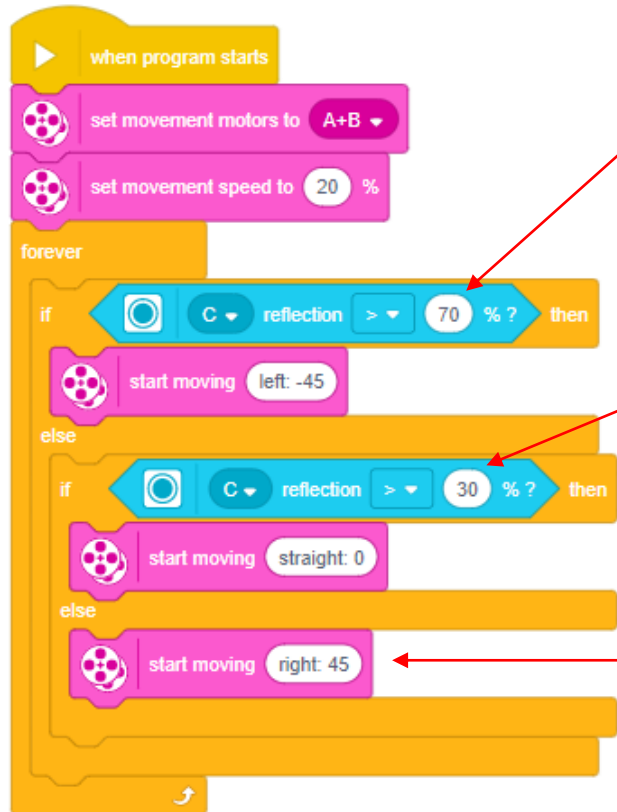 when program starts
set movement motors to A+B
set movement speed to 20 %
forever
if C reflection > 70 % ? then
start moving left: -45
else
if C reflection > 30 % ? then
start moving straight: 0
else
start moving right: 45